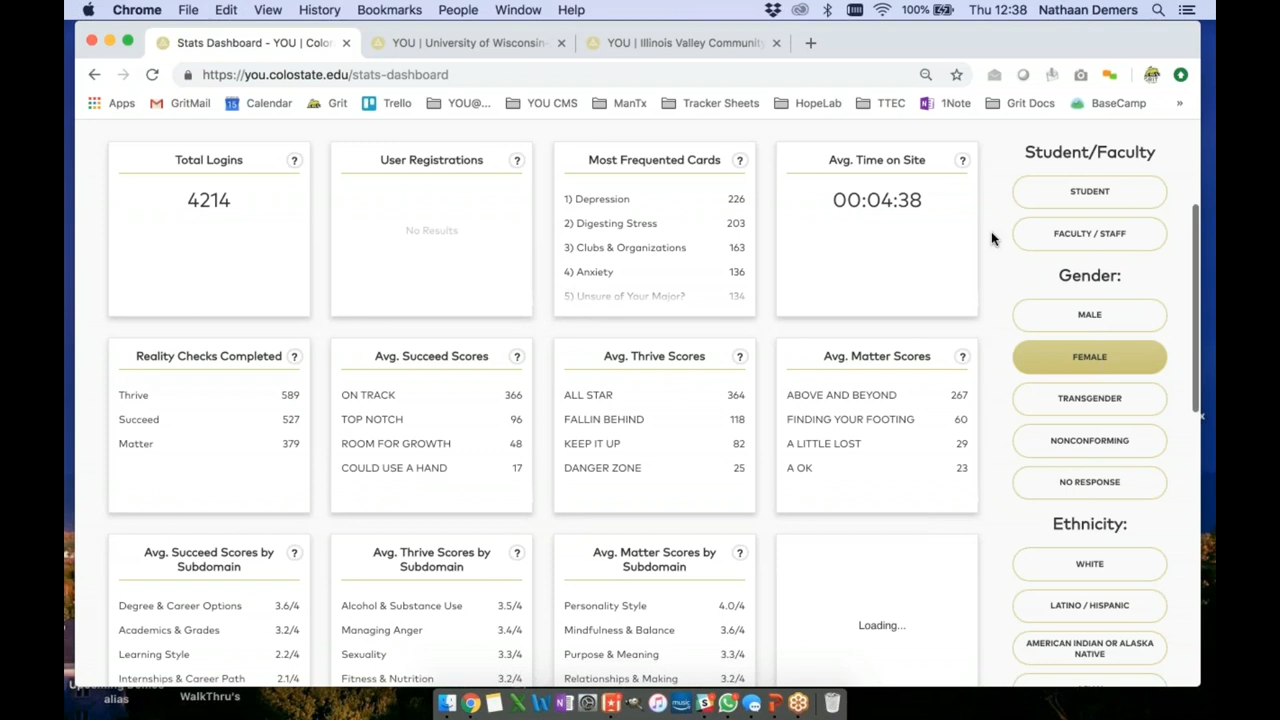 Chrome File Edit View History Bookmarks People Window Help 100% Thu 12:38 Nathaan Demers
Stats Dashboard - YOU | Color YOU | University of Wisconsin- YOU | Illinois Valley Community
https://you.colostate.edu/stats-dashboard
Apps GritMail Calendar Grit Trello YOU@... YOU CMS ManTx Tracker Sheets HopeLab TTEC 1Note Grit Docs BaseCamp »
Total Logins ?
4214
User Registrations ?
No Results
Most Frequented Cards ?
1) Depression 226
2) Digesting Stress 203
3) Clubs & Organizations 163
4) Anxiety 136
5) Unsure of Your Major? 134
Avg. Time on Site ?
00:04:38
Reality Checks Completed ?
Thrive 589
Succeed 527
Matter 379
Avg. Succeed Scores ?
ON TRACK 366
TOP NOTCH 96
ROOM FOR GROWTH 48
COULD USE A HAND 17
Avg. Thrive Scores ?
ALL STAR 364
FALLIN BEHIND 118
KEEP IT UP 82
DANGER ZONE 25
Avg. Matter Scores ?
ABOVE AND BEYOND 267
FINDING YOUR FOOTING 60
A LITTLE LOST 29
A OK 23
Avg. Succeed Scores by ?
Subdomain
Degree & Career Options 3.6/4
Academics & Grades 3.2/4
Learning Style 2.2/4
Internships & Career Path 2.1/4
Avg. Thrive Scores by ?
Subdomain
Alcohol & Substance Use 3.5/4
Managing Anger 3.4/4
Sexuality 3.3/4
Fitness & Nutrition 3.2/4
Avg. Matter Scores by ?
Subdomain
Personality Style 4.0/4
Mindfulness & Balance 3.6/4
Purpose & Meaning 3.3/4
Relationships & Making 3.2/4
Loading...
Student/Faculty
STUDENT
FACULTY / STAFF
Gender:
MALE
FEMALE
TRANSGENDER
NONCONFORMING
NO RESPONSE
Ethnicity:
WHITE
LATINO / HISPANIC
AMERICAN INDIAN OR ALASKA
NATIVE
alias
WalkThru's